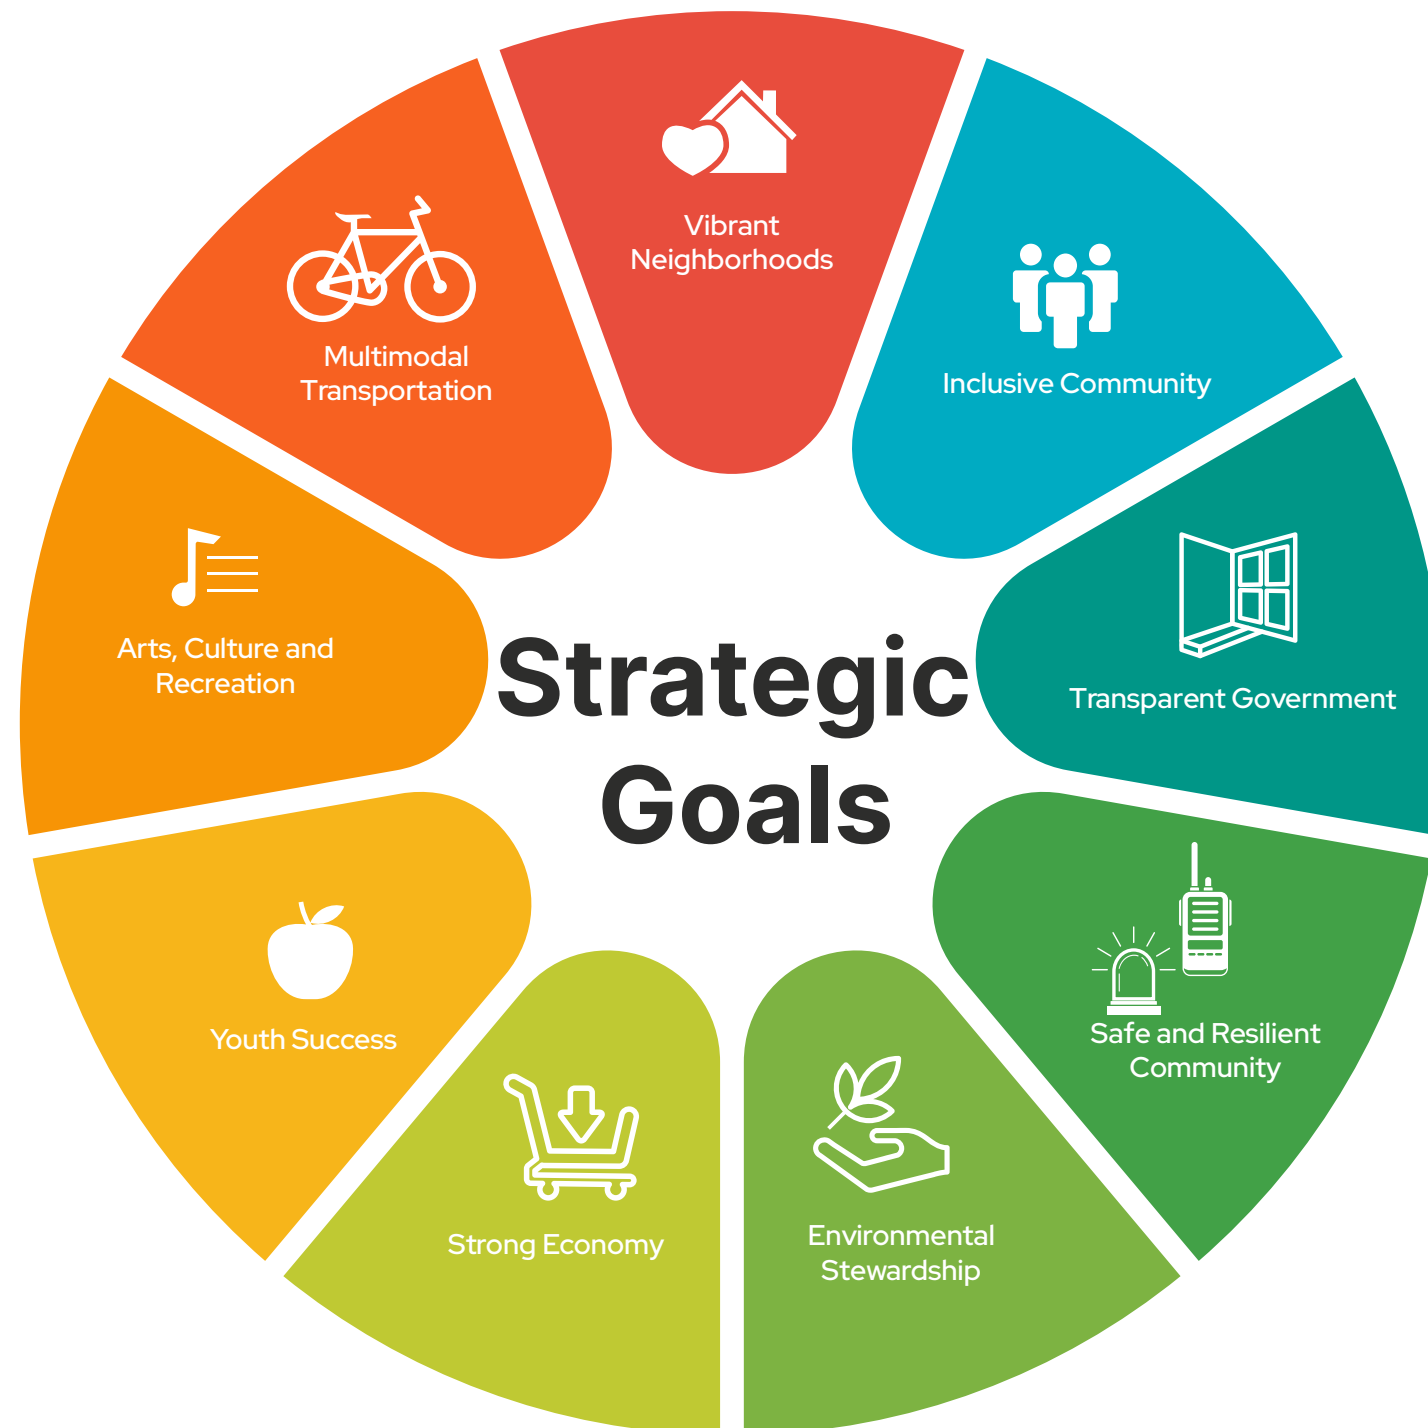 Vibrant
Neighborhoods
Inclusive Community
Transparent Government
Safe and Resilient
Community
Environmental
Stewardship
Strong Economy
Youth Success
Arts, Culture and
Recreation
Multimodal
Transportation
Strategic
Goals